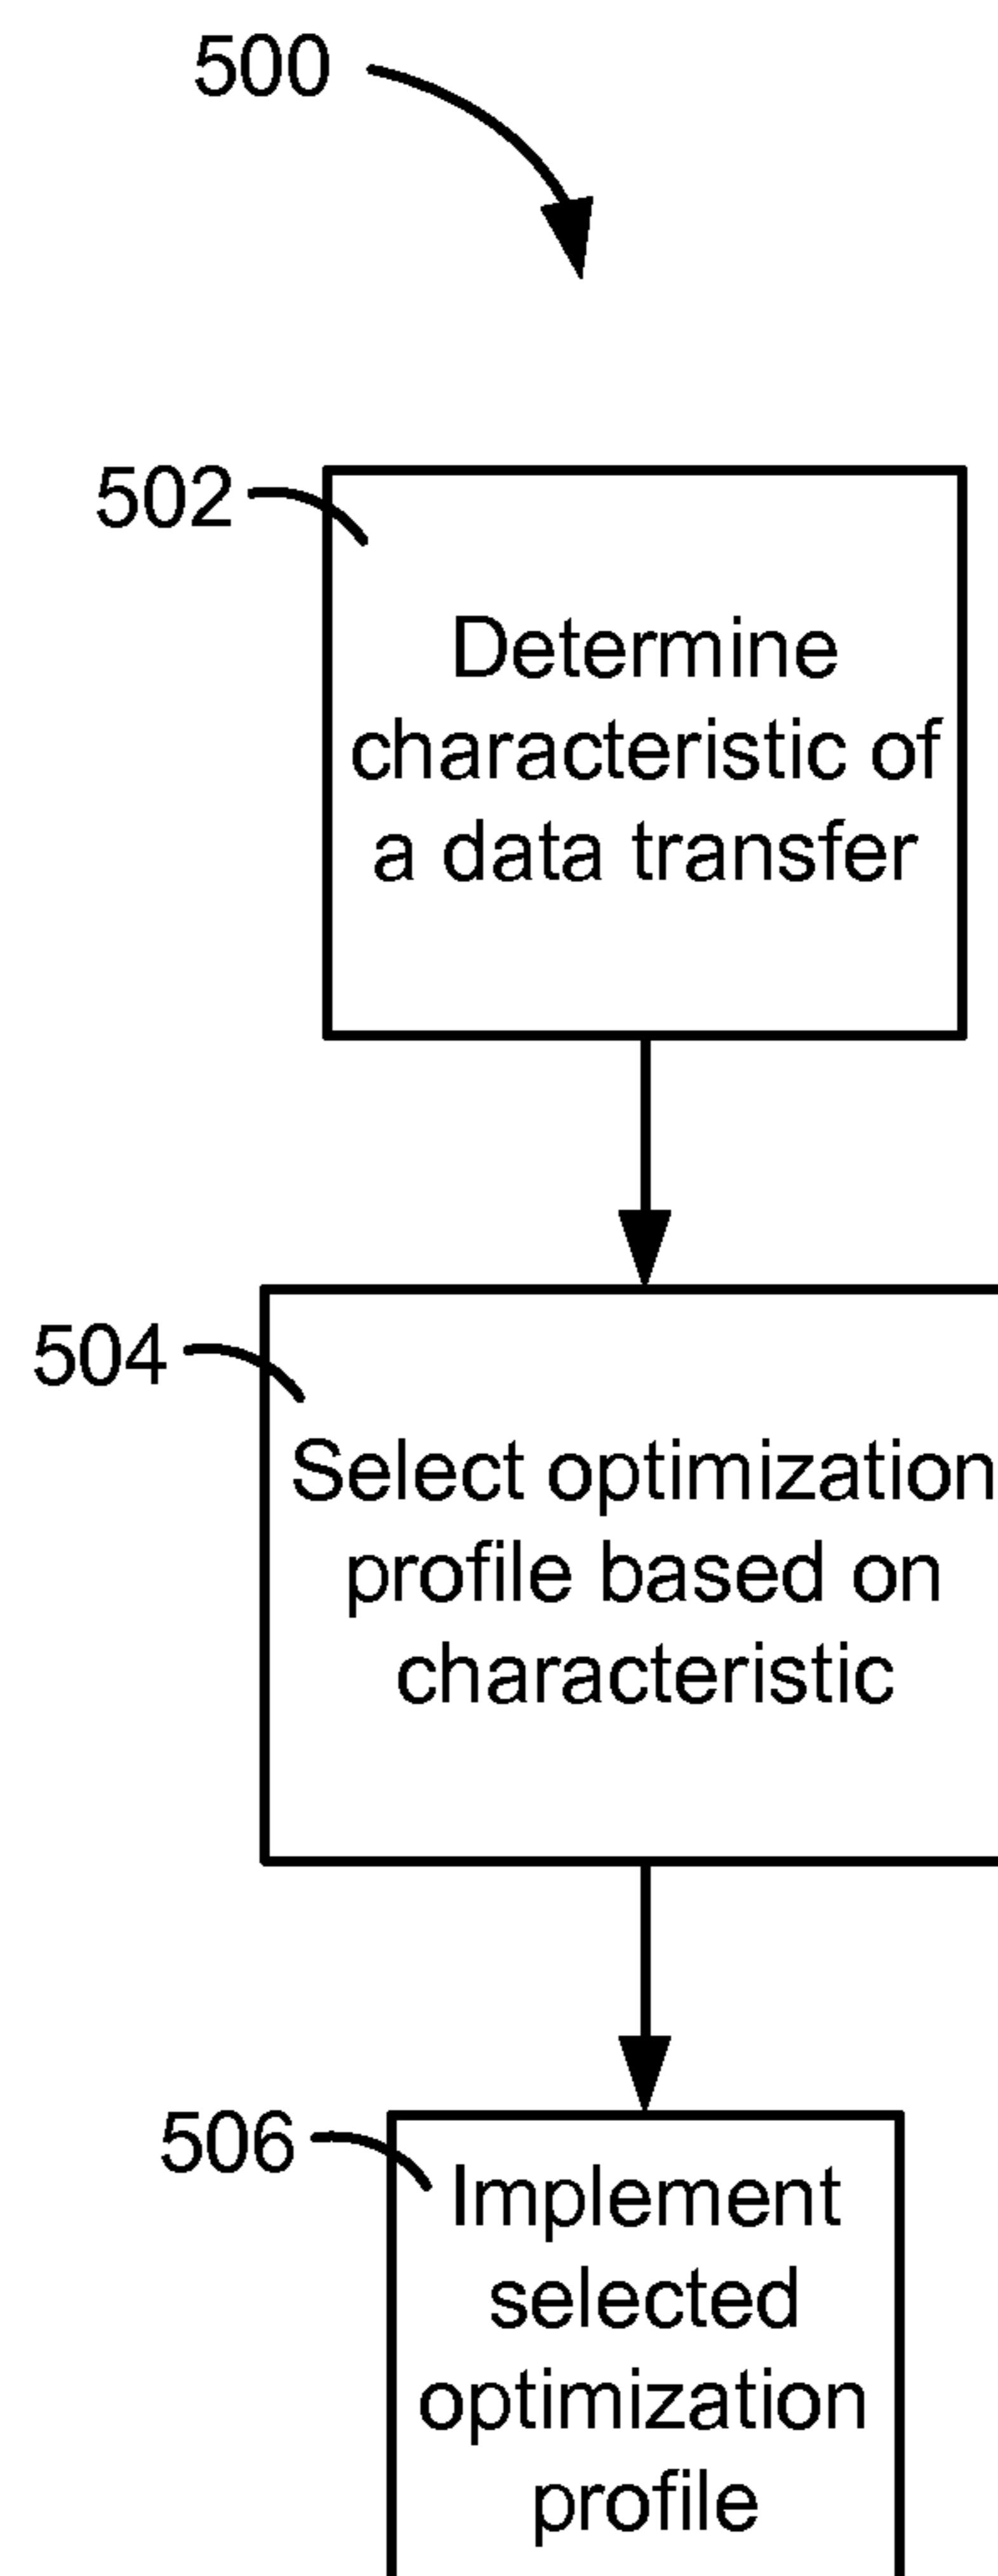 500
502
Determine
characteristic of
a data transfer
504
Select optimization
profile based on
characteristic
506
Implement
selected
optimization
profile